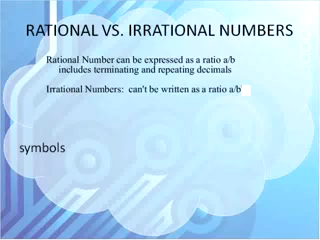 RATIONAL VS. IRRATIONAL NUMBERS
Rational Number can be expressed as a ratio a/b
includes terminating and repeating decimals
Irrational Numbers: can't be written as a ratio a/b
symbols